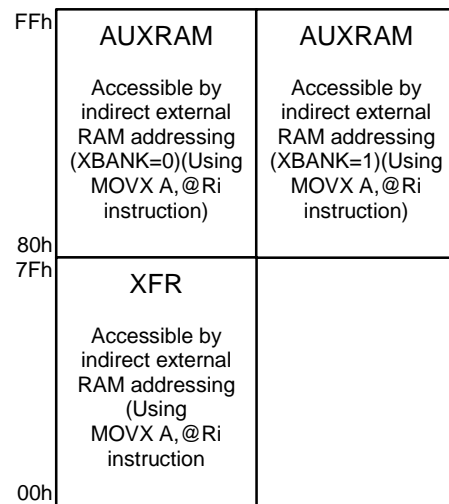 FFh
AUXRAM
Accessible by
indirect external
RAM addressing
(XBANK=0)(Using
MOVX A,@Ri
instruction)
AUXRAM
Accessible by
indirect external
RAM addressing
(XBANK=1)(Using
MOVX A,@Ri
instruction)
80h
7Fh
XFR
Accessible by
indirect external
RAM addressing
(Using
MOVX A,@Ri
instruction
00h